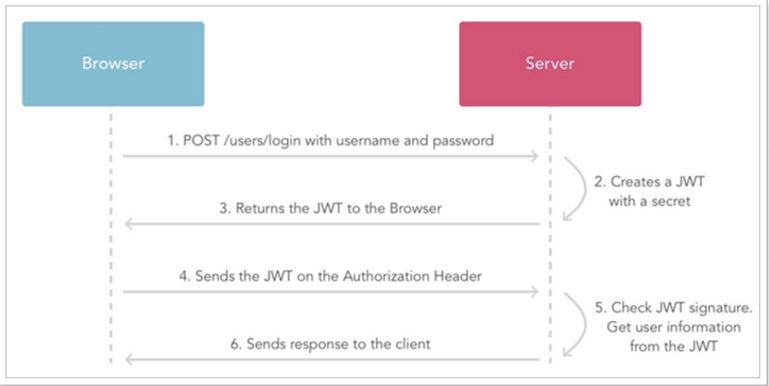 Browser
Server
1. POST /users/login with username and password
2. Creates a JWT
with a secret
3. Returns the JWT to the Browser
4. Sends the JWT on the Authorization Header
5. Check JWT signature.
Get user information
from the JWT
6. Sends response to the client